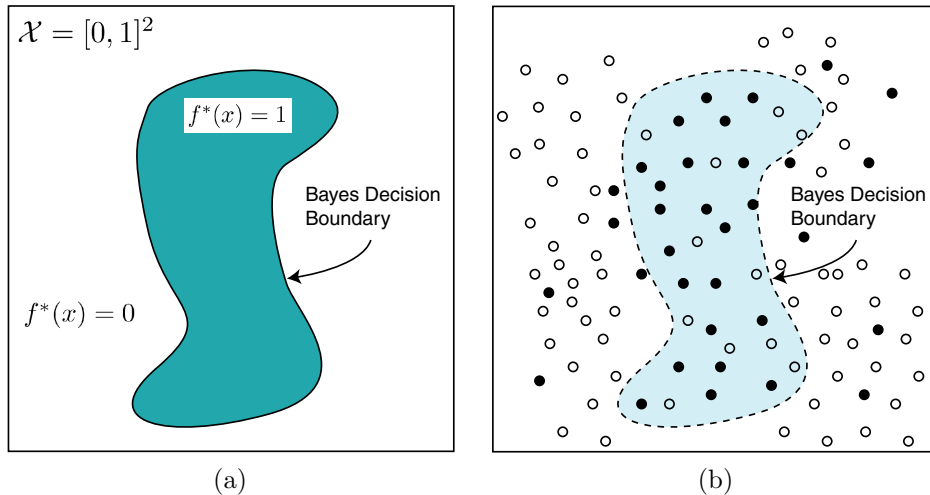 𝒳 = [0, 1]²
f*(x) = 1
Bayes Decision
Boundary
f*(x) = 0
(a)
Bayes Decision
Boundary
(b)